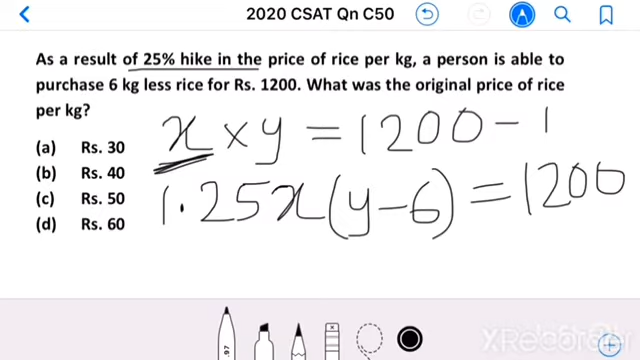 2020 CSAT Qn C50
As a result of 25% hike in the price of rice per kg, a person is able to
purchase 6 kg less rice for Rs. 1200. What was the original price of rice
per kg?
(a) Rs. 30
(b) Rs. 40
(c) Rs. 50
(d) Rs. 60
x × y = 1200 - 1
1.25x(y-6) = 1200
.97
XRecorder